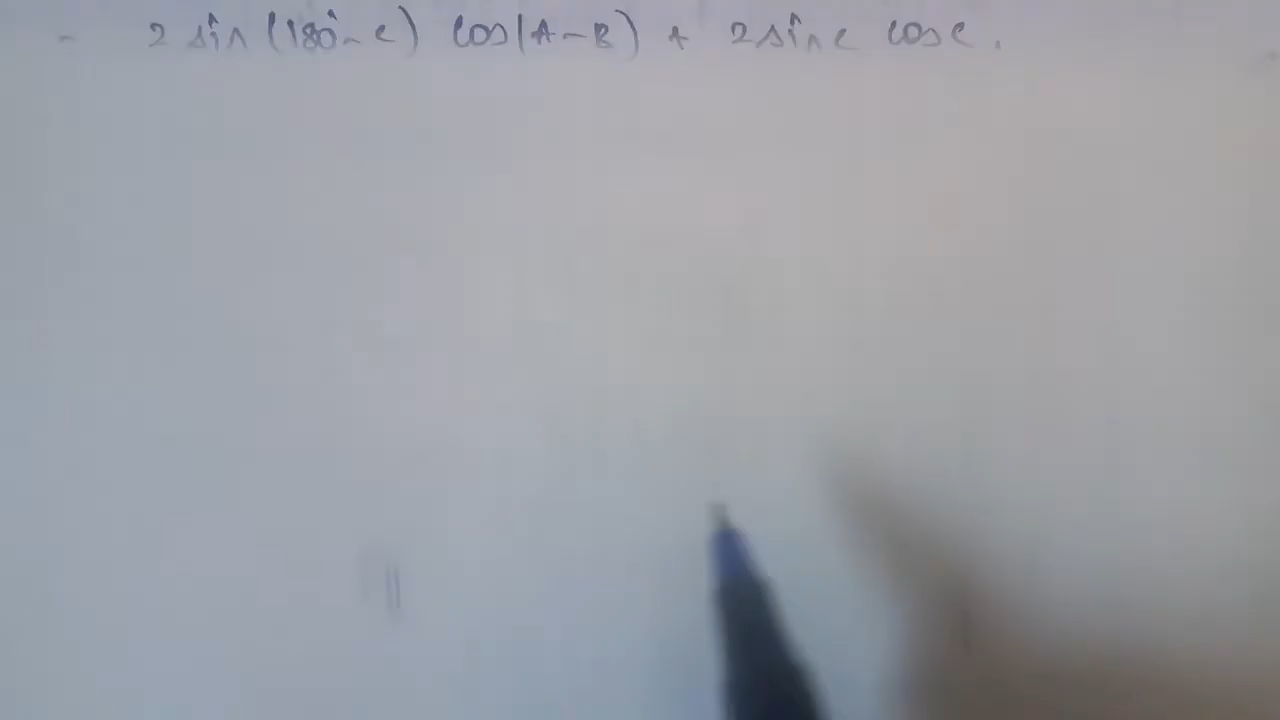 = 2 sin (180° - C) cos(A - B) + 2 sin C cos C.